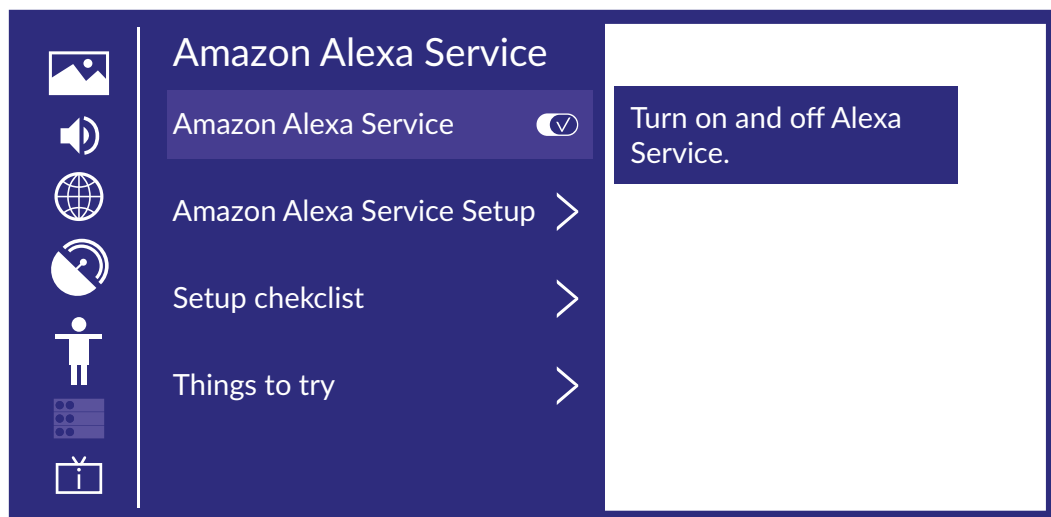 Amazon Alexa Service
Amazon Alexa Service
Turn on and off Alexa
Service.
Amazon Alexa Service Setup
Setup chekclist
Things to try
i